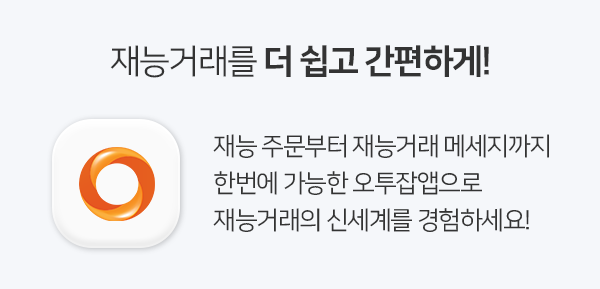 재능거래를 더 쉽고 간편하게!
재능 주문부터 재능거래 메세지까지
한번에 가능한 오투잡앱으로
재능거래의 신세계를 경험하세요!